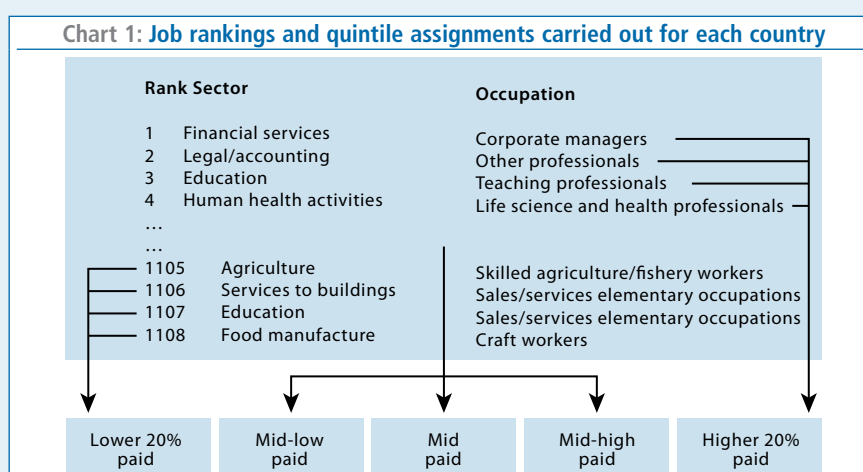 Chart 1: Job rankings and quintile assignments carried out for each country
Rank Sector Occupation
1 Financial services Corporate managers
2 Legal/accounting Other professionals
3 Education Teaching professionals
4 Human health activities Life science and health professionals
...
...
1105 Agriculture Skilled agriculture/fishery workers
1106 Services to buildings Sales/services elementary occupations
1107 Education Sales/services elementary occupations
1108 Food manufacture Craft workers
Lower 20% Mid-low Mid Mid-high Higher 20%
paid paid paid paid paid